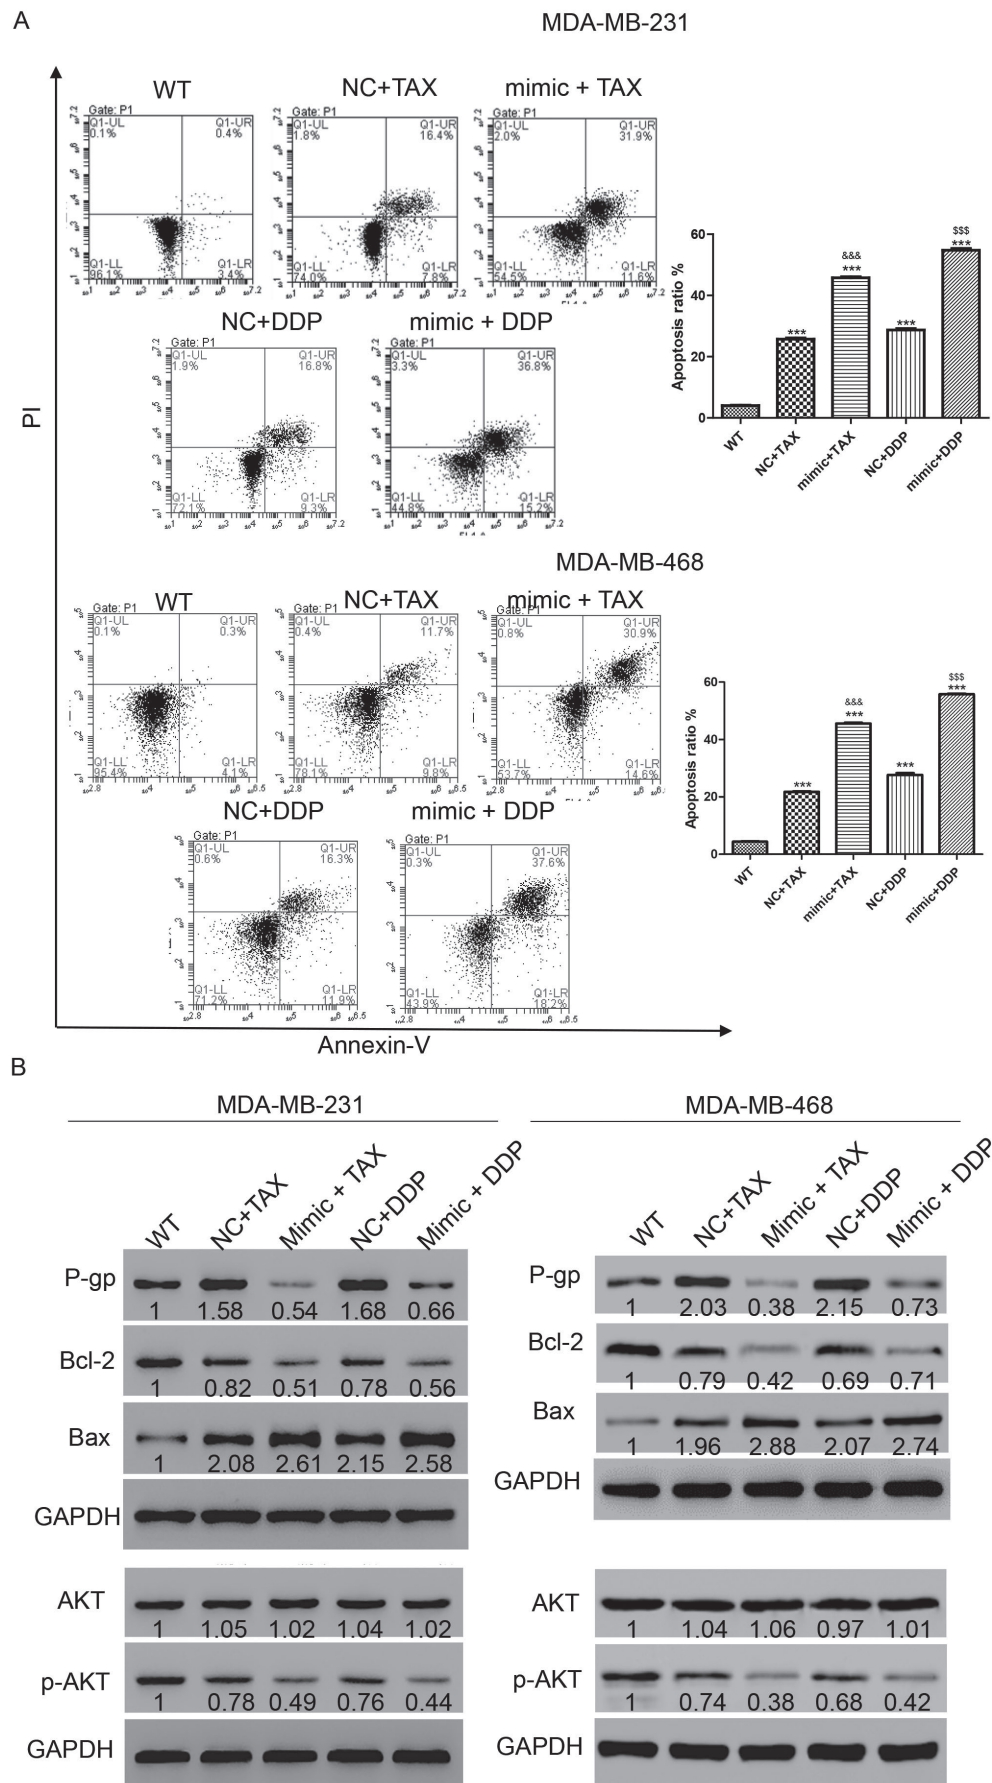 A
MDA-MB-231
WT
NC+TAX
mimic + TAX
Gate: P1
Q1-UL
0.1%
Q1-UR
0.4%
Q1-LL
96.1%
Q1-LR
3.4%
Gate: P1
Q1-UL
1.8%
Q1-UR
16.4%
Q1-LL
74.0%
Q1-LR
7.8%
Gate: P1
Q1-UL
2.0%
Q1-UR
31.9%
Q1-LL
54.5%
Q1-LR
11.6%
NC+DDP
mimic + DDP
Gate: P1
Q1-UL
1.9%
Q1-UR
16.8%
Q1-LL
72.1%
Q1-LR
9.3%
Gate: P1
Q1-UL
3.3%
Q1-UR
36.8%
Q1-LL
44.8%
Q1-LR
15.2%
Apoptosis ratio %
60
40
20
0
***
&&&
***
***
$$$
***
WT
NC+TAX
mimic+TAX
NC+DDP
mimic+DDP
PI
MDA-MB-468
WT
NC+TAX
mimic + TAX
Gate: P1
Q1-UL
0.1%
Q1-UR
0.3%
Q1-LL
95.4%
Q1-LR
4.1%
Gate: P1
Q1-UL
0.4%
Q1-UR
11.7%
Q1-LL
78.1%
Q1-LR
9.8%
Gate: P1
Q1-UL
0.8%
Q1-UR
30.9%
Q1-LL
53.7%
Q1-LR
14.6%
NC+DDP
mimic + DDP
Gate: P1
Q1-UL
0.6%
Q1-UR
16.3%
Q1-LL
71.2%
Q1-LR
11.9%
Gate: P1
Q1-UL
0.3%
Q1-UR
37.6%
Q1-LL
43.9%
Q1-LR
18.2%
Apoptosis ratio %
60
40
20
0
***
&&&
***
***
$$$
***
WT
NC+TAX
mimic+TAX
NC+DDP
mimic+DDP
Annexin-V
B
MDA-MB-231
WT
NC+TAX
Mimic + TAX
NC+DDP
Mimic + DDP
P-gp
1 1.58 0.54 1.68 0.66
Bcl-2
1 0.82 0.51 0.78 0.56
Bax
1 2.08 2.61 2.15 2.58
GAPDH
AKT
1 1.05 1.02 1.04 1.02
p-AKT
1 0.78 0.49 0.76 0.44
GAPDH
MDA-MB-468
WT
NC+TAX
Mimic + TAX
NC+DDP
Mimic + DDP
P-gp
1 2.03 0.38 2.15 0.73
Bcl-2
1 0.79 0.42 0.69 0.71
Bax
1 1.96 2.88 2.07 2.74
GAPDH
AKT
1 1.04 1.06 0.97 1.01
p-AKT
1 0.74 0.38 0.68 0.42
GAPDH